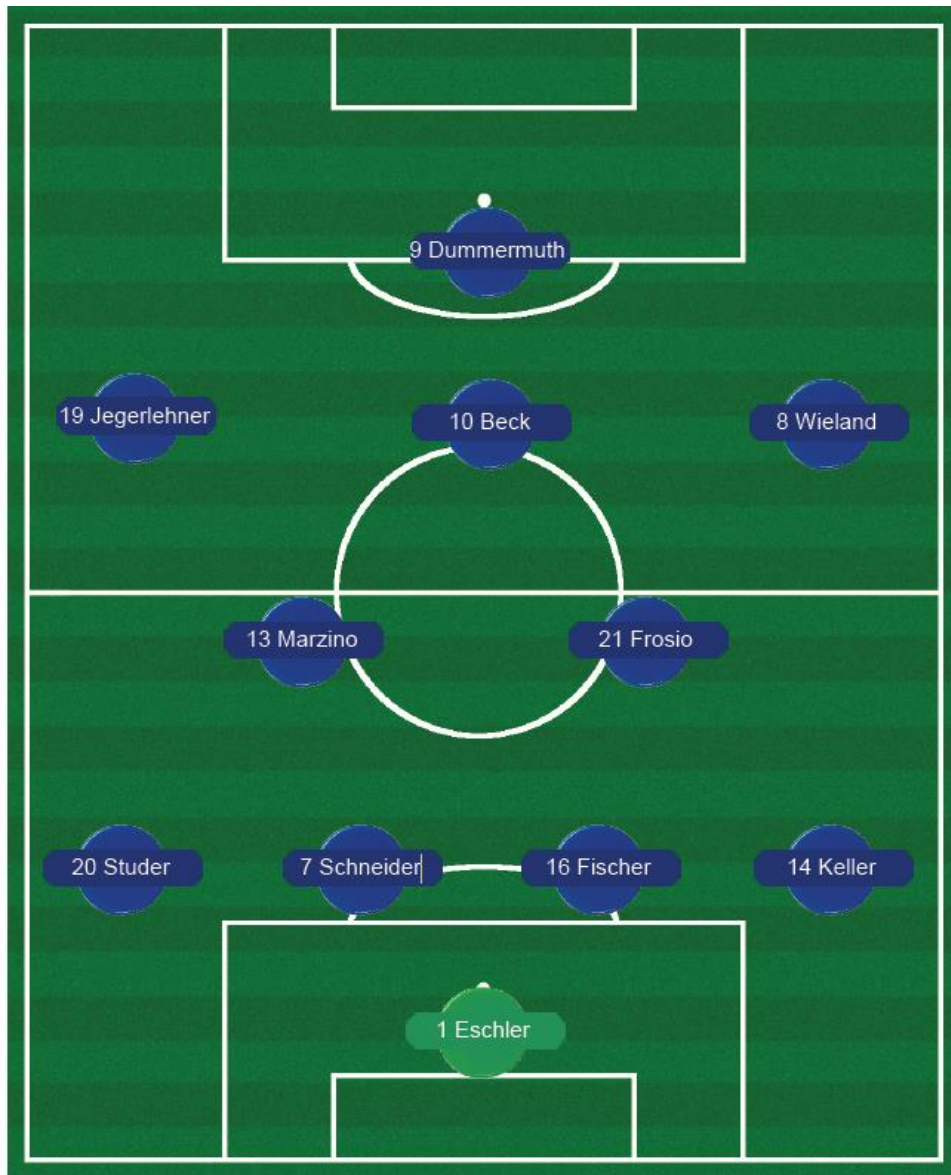 9 Dummermuth
19 Jegerlehner
10 Beck
8 Wieland
13 Marzino
21 Frosio
20 Studer
7 Schneider
16 Fischer
14 Keller
1 Eschler